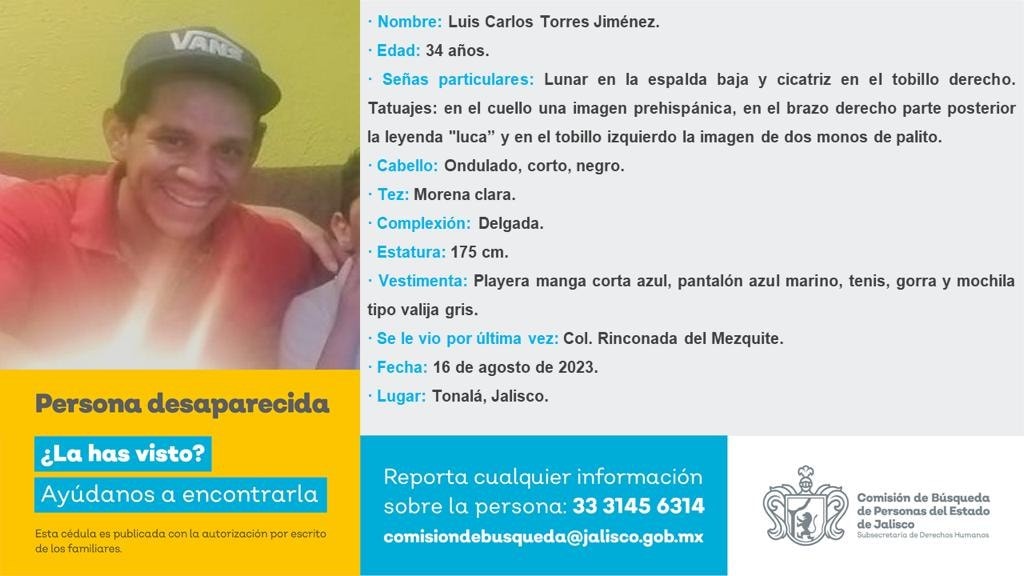 VANS
· Nombre: Luis Carlos Torres Jiménez.
· Edad: 34 años.
· Señas particulares: Lunar en la espalda baja y cicatriz en el tobillo derecho.
Tatuajes: en el cuello una imagen prehispánica, en el brazo derecho parte posterior
la leyenda "luca” y en el tobillo izquierdo la imagen de dos monos de palito.
· Cabello: Ondulado, corto, negro.
· Tez: Morena clara.
· Complexión: Delgada.
· Estatura: 175 cm.
· Vestimenta: Playera manga corta azul, pantalón azul marino, tenis, gorra y mochila
tipo valija gris.
· Se le vio por última vez: Col. Rinconada del Mezquite.
· Fecha: 16 de agosto de 2023.
· Lugar: Tonalá, Jalisco.
Persona desaparecida
¿La has visto?
Ayúdanos a encontrarla
Esta cédula es publicada con la autorización por escrito
de los familiares.
Reporta cualquier información
sobre la persona: 33 3145 6314
comisiondebusqueda@jalisco.gob.mx
Comisión de Búsqueda
de Personas del Estado
de Jalisco
Subsecretaría de Derechos Humanos